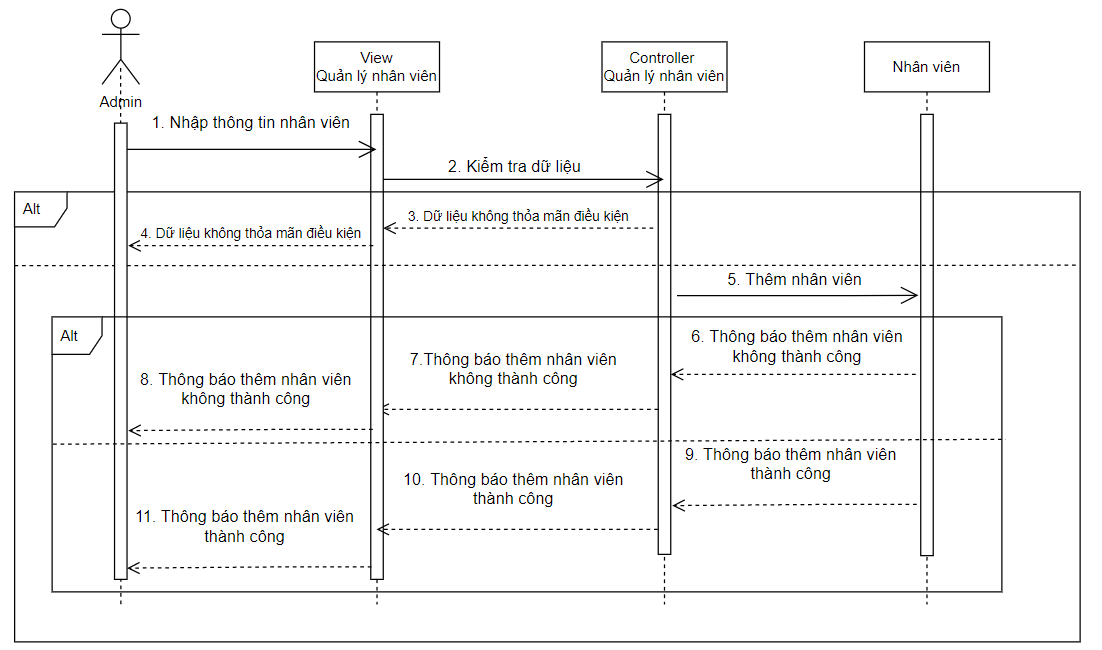 View
Quản lý nhân viên
Controller
Quản lý nhân viên
Nhân viên
Admin
1. Nhập thông tin nhân viên
2. Kiểm tra dữ liệu
Alt
3. Dữ liệu không thỏa mãn điều kiện
4. Dữ liệu không thỏa mãn điều kiện
5. Thêm nhân viên
Alt
6. Thông báo thêm nhân viên
không thành công
7.Thông báo thêm nhân viên
không thành công
8. Thông báo thêm nhân viên
không thành công
9. Thông báo thêm nhân viên
thành công
10. Thông báo thêm nhân viên
thành công
11. Thông báo thêm nhân viên
thành công